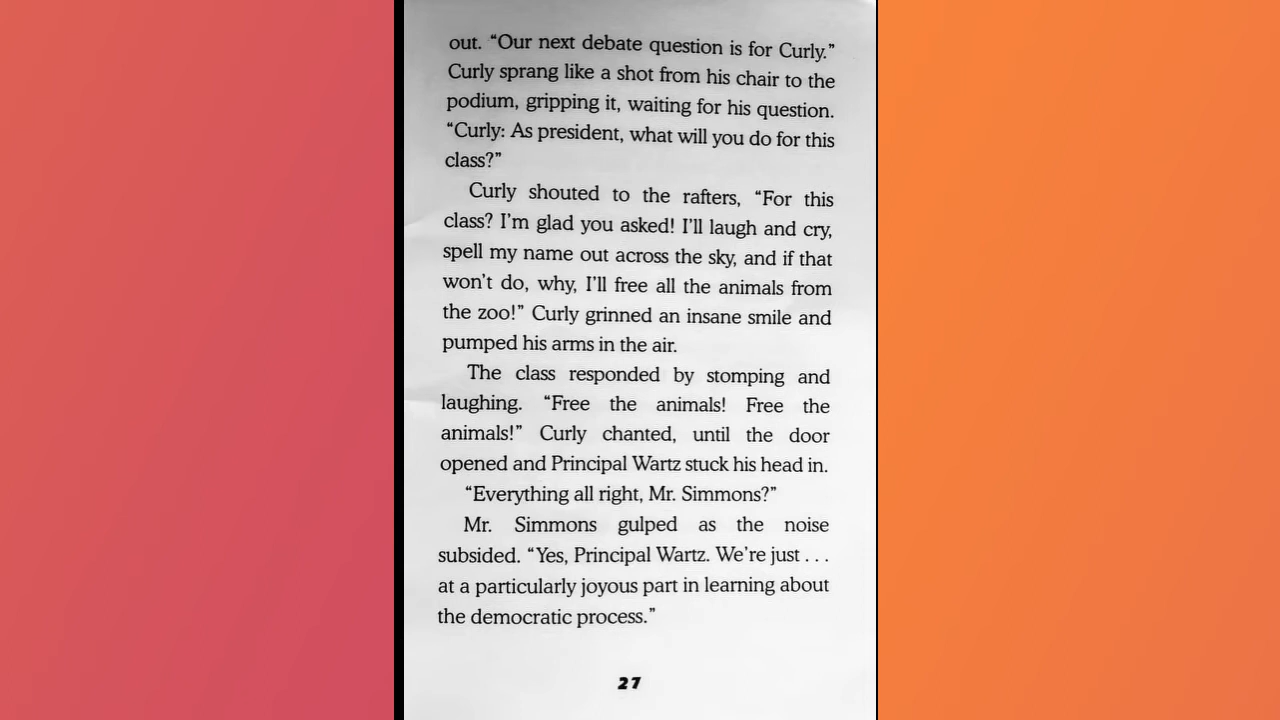 out. “Our next debate question is for Curly.”
Curly sprang like a shot from his chair to the
podium, gripping it, waiting for his question.
“Curly: As president, what will you do for this
class?”
Curly shouted to the rafters, “For this
class? I’m glad you asked! I’ll laugh and cry,
spell my name out across the sky, and if that
won’t do, why, I’ll free all the animals from
the zoo!” Curly grinned an insane smile and
pumped his arms in the air.
The class responded by stomping and
laughing. “Free the animals! Free the
animals!” Curly chanted, until the door
opened and Principal Wartz stuck his head in.
“Everything all right, Mr. Simmons?”
Mr. Simmons gulped as the noise
subsided. “Yes, Principal Wartz. We’re just . . .
at a particularly joyous part in learning about
the democratic process.”
27